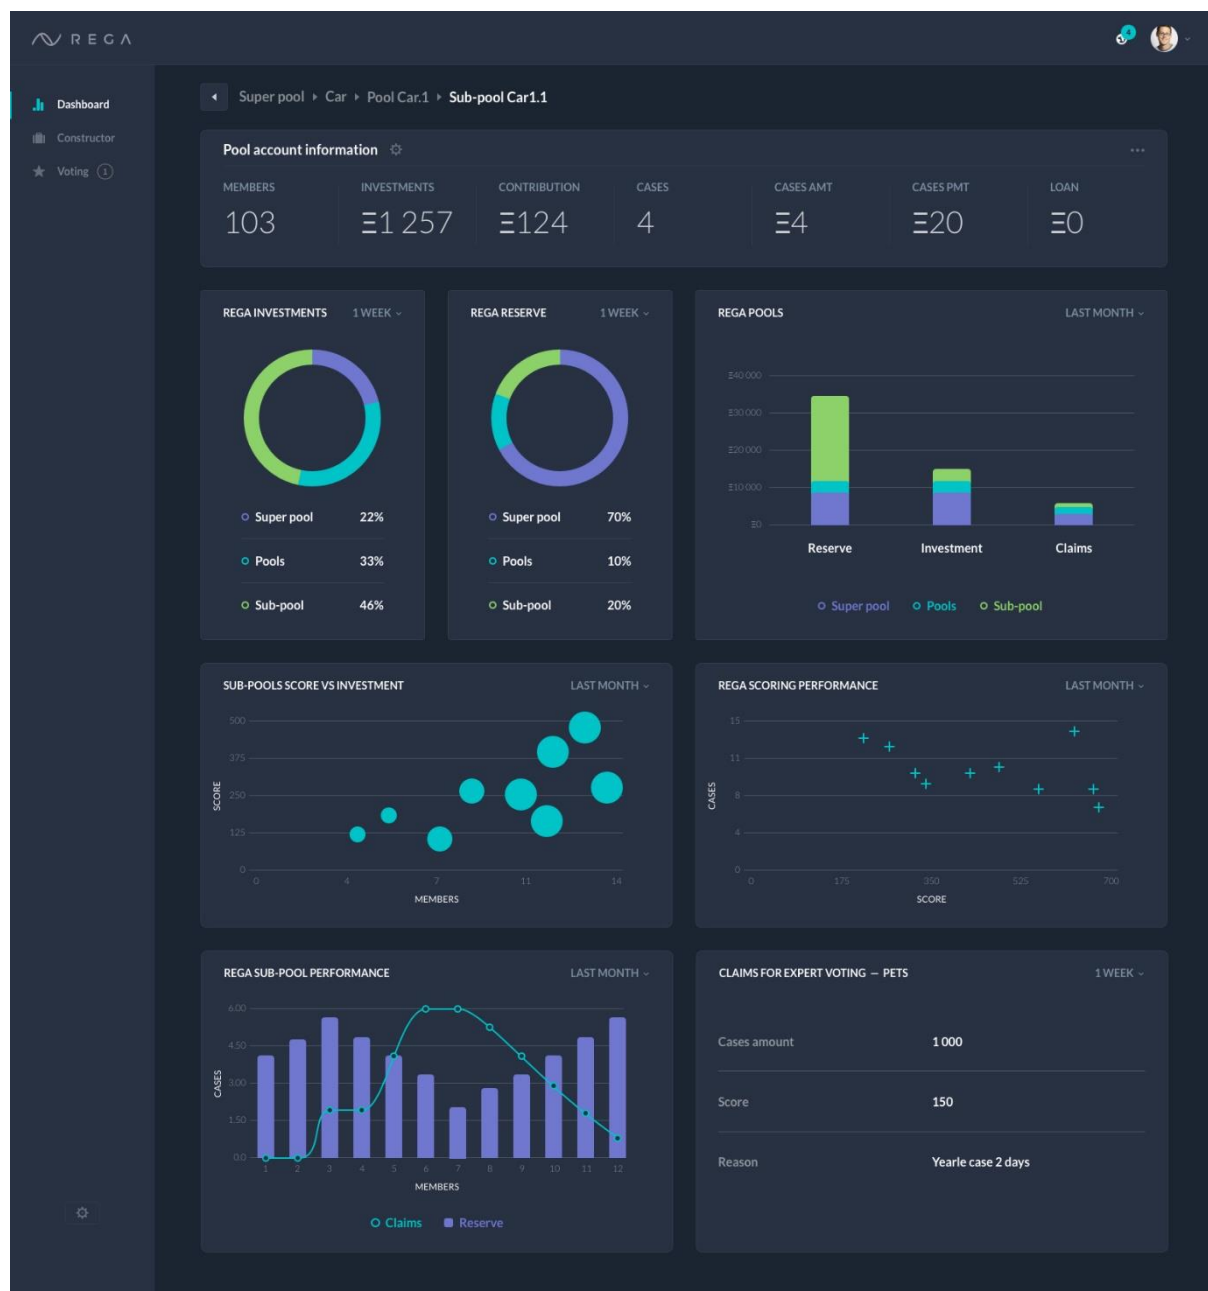 REGA
4
Dashboard
Constructor
Voting 1
Super pool Car Pool Car.1 Sub-pool Car1.1
Pool account information
MEMBERS INVESTMENTS CONTRIBUTION CASES CASES AMT CASES PMT LOAN
103 Ξ1 257 Ξ124 4 Ξ4 Ξ20 Ξ0
REGA INVESTMENTS 1 WEEK
Super pool 22%
Pools 33%
Sub-pool 46%
REGA RESERVE 1 WEEK
Super pool 70%
Pools 10%
Sub-pool 20%
REGA POOLS LAST MONTH
Ξ40 000
Ξ30 000
Ξ20 000
Ξ10 000
Ξ0
Reserve Investment Claims
Super pool Pools Sub-pool
SUB-POOLS SCORE VS INVESTMENT LAST MONTH
SCORE
500
375
250
125
0
0 4 7 11 14
MEMBERS
REGA SCORING PERFORMANCE LAST MONTH
CASES
15
11
8
4
0
0 175 350 525 700
SCORE
REGA SUB-POOL PERFORMANCE LAST MONTH
CASES
6.00
4.50
3.00
1.50
0.0
1 2 3 4 5 6 7 8 9 10 11 12
MEMBERS
Claims Reserve
CLAIMS FOR EXPERT VOTING — PETS 1 WEEK
Cases amount 1 000
Score 150
Reason Yearle case 2 days